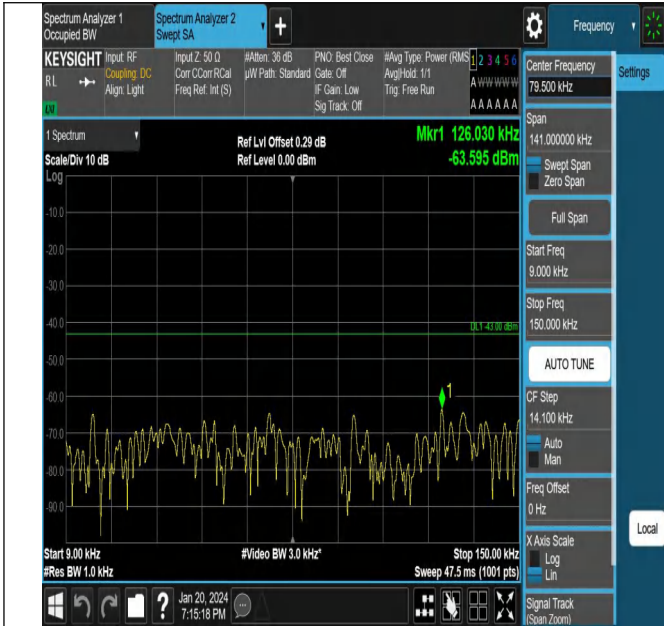 Spectrum Analyzer 1
Occupied BW
Spectrum Analyzer 2
Swept SA
Frequency
KEYSIGHT
RL
LXI
Input: RF
Coupling: DC
Align: Light
Input Z: 50 Ω
Corr CCorr RCal
Freq Ref: Int (S)
#Atten: 36 dB
µW Path: Standard
PNO: Best Close
Gate: Off
IF Gain: Low
Sig Track: Off
#Avg Type: Power (RMS
Avg|Hold: 1/1
Trig: Free Run
1 2 3 4 5 6
A W W W W W
A A A A A A
1 Spectrum
Scale/Div 10 dB
Log
Ref Lvl Offset 0.29 dB
Ref Level 0.00 dBm
Mkr1 126.030 kHz
-63.595 dBm
-10.0
-20.0
-30.0
DL1 -43.00 dBm
-40.0
-50.0
-60.0
1
-70.0
-80.0
-90.0
Start 9.00 kHz
#Res BW 1.0 kHz
#Video BW 3.0 kHz*
Stop 150.00 kHz
Sweep 47.5 ms (1001 pts)
Jan 20, 2024
7:15:18 PM
Center Frequency
79.500 kHz
Settings
Span
141.000000 kHz
Swept Span
Zero Span
Full Span
Start Freq
9.000 kHz
Stop Freq
150.000 kHz
AUTO TUNE
CF Step
14.100 kHz
Auto
Man
Freq Offset
0 Hz
Local
X Axis Scale
Log
Lin
Signal Track
(Span Zoom)